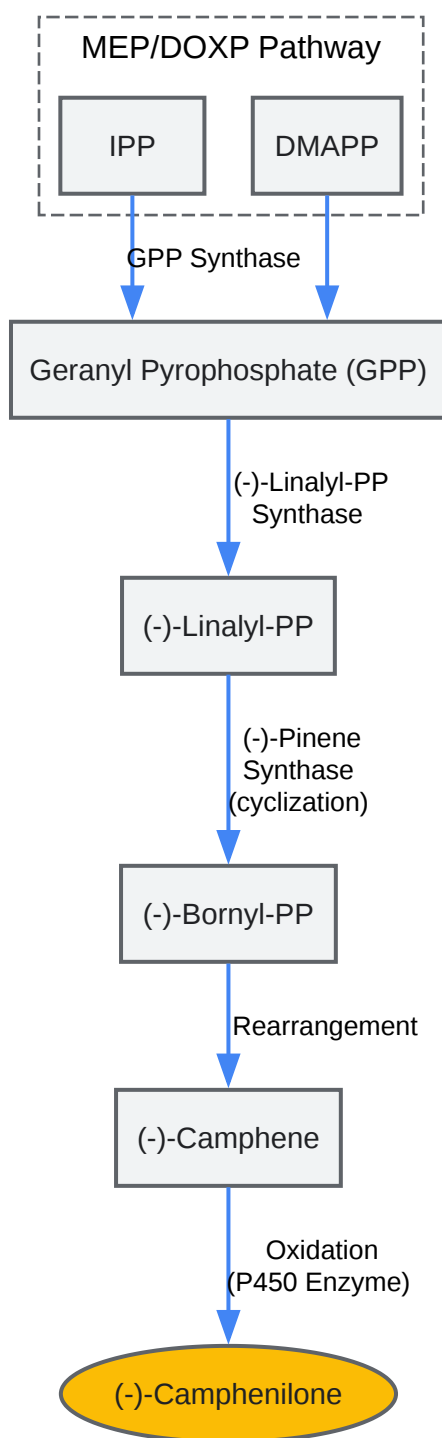 MEP/DOXP Pathway
IPP
DMAPP
GPP Synthase
Geranyl Pyrophosphate (GPP)
(-)-Linalyl-PP
Synthase
(-)-Linalyl-PP
(-)-Pinene
Synthase
(cyclization)
(-)-Bornyl-PP
Rearrangement
(-)-Camphene
Oxidation
(P450 Enzyme)
(-)-Camphenilone